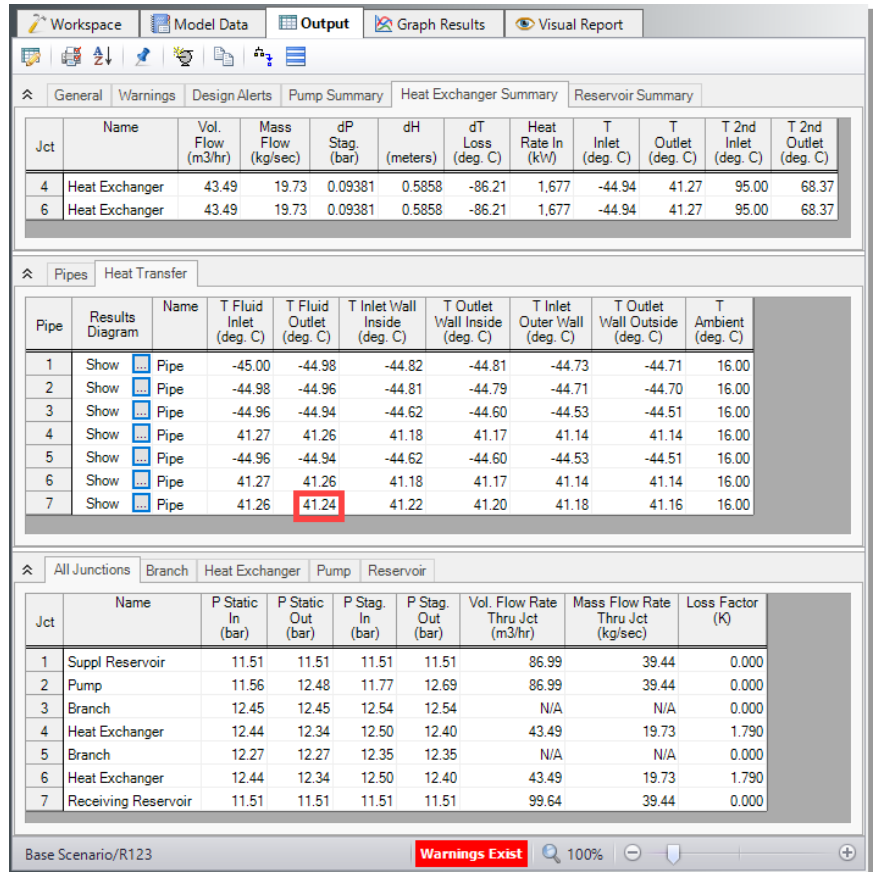 Workspace Model Data Output Graph Results Visual Report
General Warnings Design Alerts Pump Summary Heat Exchanger Summary Reservoir Summary
Jct Name Vol. Flow (m3/hr) Mass Flow (kg/sec) dP Stag. (bar) dH (meters) dT Loss (deg. C) Heat Rate In (kW) T Inlet (deg. C) T Outlet (deg. C) T 2nd Inlet (deg. C) T 2nd Outlet (deg. C)
4 Heat Exchanger 43.49 19.73 0.09381 0.5858 -86.21 1,677 -44.94 41.27 95.00 68.37
6 Heat Exchanger 43.49 19.73 0.09381 0.5858 -86.21 1,677 -44.94 41.27 95.00 68.37
Pipes Heat Transfer
Pipe Results Diagram Name T Fluid Inlet (deg. C) T Fluid Outlet (deg. C) T Inlet Wall Inside (deg. C) T Outlet Wall Inside (deg. C) T Inlet Outer Wall (deg. C) T Outlet Wall Outside (deg. C) T Ambient (deg. C)
1 Show ... Pipe -45.00 -44.98 -44.82 -44.81 -44.73 -44.71 16.00
2 Show ... Pipe -44.98 -44.96 -44.81 -44.79 -44.71 -44.70 16.00
3 Show ... Pipe -44.96 -44.94 -44.62 -44.60 -44.53 -44.51 16.00
4 Show ... Pipe 41.27 41.26 41.18 41.17 41.14 41.14 16.00
5 Show ... Pipe -44.96 -44.94 -44.62 -44.60 -44.53 -44.51 16.00
6 Show ... Pipe 41.27 41.26 41.18 41.17 41.14 41.14 16.00
7 Show ... Pipe 41.26 41.24 41.22 41.20 41.18 41.16 16.00
All Junctions Branch Heat Exchanger Pump Reservoir
Jct Name P Static In (bar) P Static Out (bar) P Stag. In (bar) P Stag. Out (bar) Vol. Flow Rate Thru Jct (m3/hr) Mass Flow Rate Thru Jct (kg/sec) Loss Factor (K)
1 Suppl Reservoir 11.51 11.51 11.51 11.51 86.99 39.44 0.000
2 Pump 11.56 12.48 11.77 12.69 86.99 39.44 0.000
3 Branch 12.45 12.45 12.54 12.54 N/A N/A 0.000
4 Heat Exchanger 12.44 12.34 12.50 12.40 43.49 19.73 1.790
5 Branch 12.27 12.27 12.35 12.35 N/A N/A 0.000
6 Heat Exchanger 12.44 12.34 12.50 12.40 43.49 19.73 1.790
7 Receiving Reservoir 11.51 11.51 11.51 11.51 99.64 39.44 0.000
Base Scenario/R123 Warnings Exist 100%